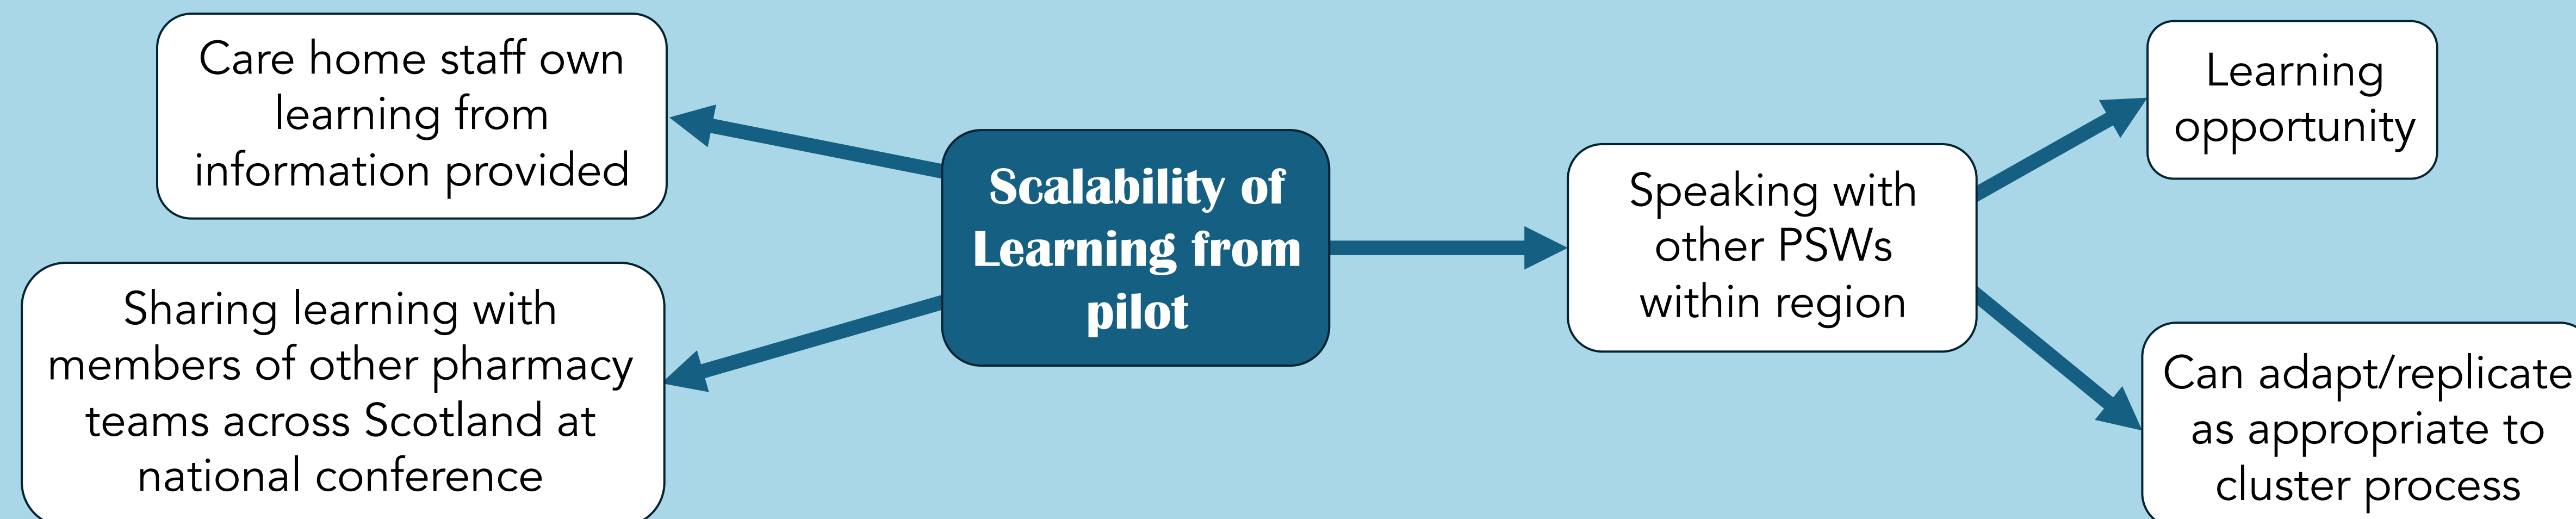 Care home staff own
learning from
information provided
Sharing learning with
members of other pharmacy
teams across Scotland at
national conference
Scalability of
Learning from
pilot
Speaking with
other PSWs
within region
Learning
opportunity
Can adapt/replicate
as appropriate to
cluster process